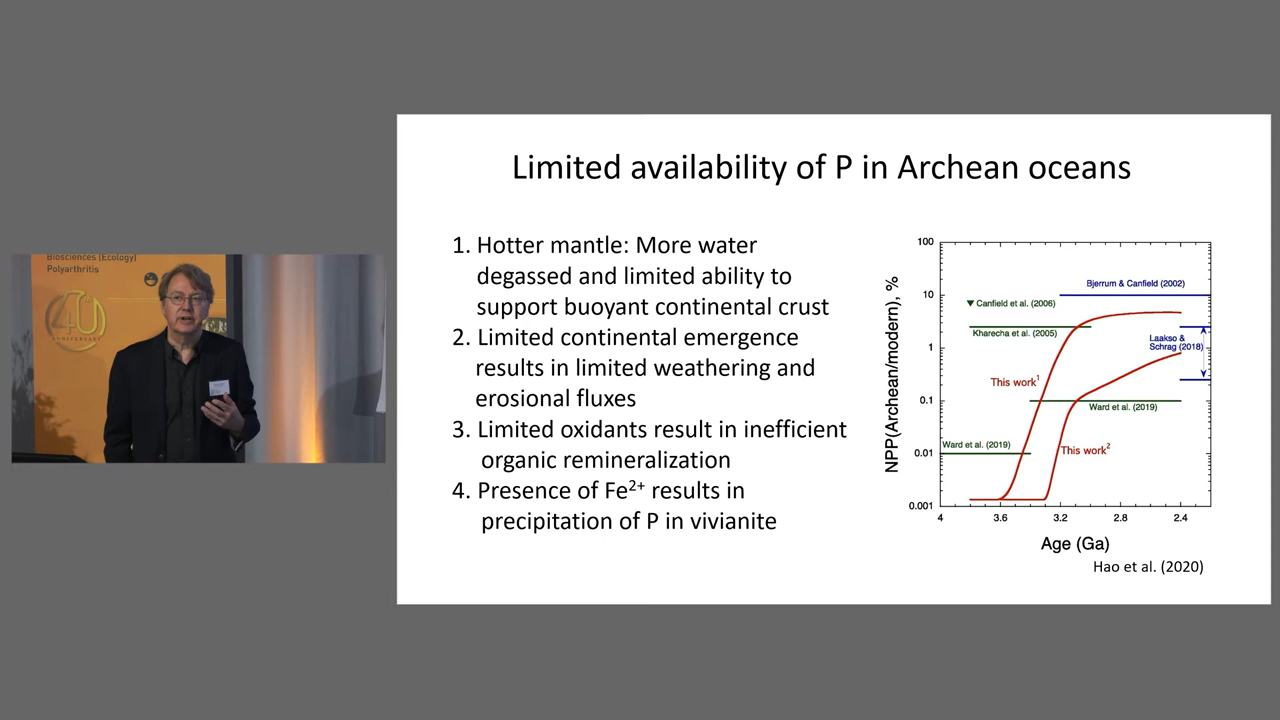 Biosciences (Ecology)
Polyarthritis
40
ANNIVERSARY
Limited availability of P in Archean oceans
1. Hotter mantle: More water
degassed and limited ability to
support buoyant continental crust
2. Limited continental emergence
results in limited weathering and
erosional fluxes
3. Limited oxidants result in inefficient
organic remineralization
4. Presence of Fe²⁺ results in
precipitation of P in vivianite
NPP(Archean/modern), %
100
10
1
0.1
0.01
0.001
Bjerrum & Canfield (2002)
Canfield et al. (2006)
Kharecha et al. (2005)
Laakso &
Schrag (2018)
This work¹
Ward et al. (2019)
Ward et al. (2019)
This work²
4 3.6 3.2 2.8 2.4
Age (Ga)
Hao et al. (2020)